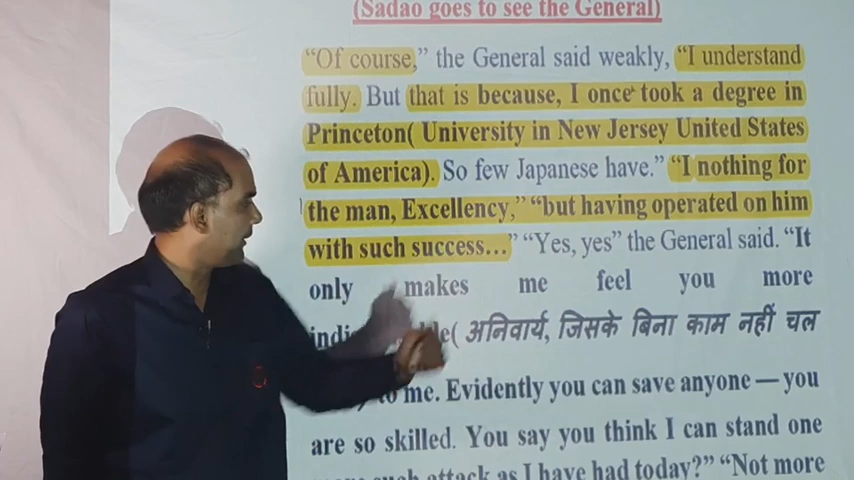 (Sadao goes to see the General)
“Of course,” the General said weakly, “I understand
fully. But that is because, I once took a degree in
Princeton( University in New Jersey United States
of America). So few Japanese have.” “I nothing for
the man, Excellency,” “but having operated on him
with such success…” “Yes, yes” the General said. “It
only makes me feel you more
( अनिवार्य, जिसके बिना काम नहीं चल
to me. Evidently you can save anyone—you
are so skilled. You say you think I can stand one
such attack as I have had today?” “Not more